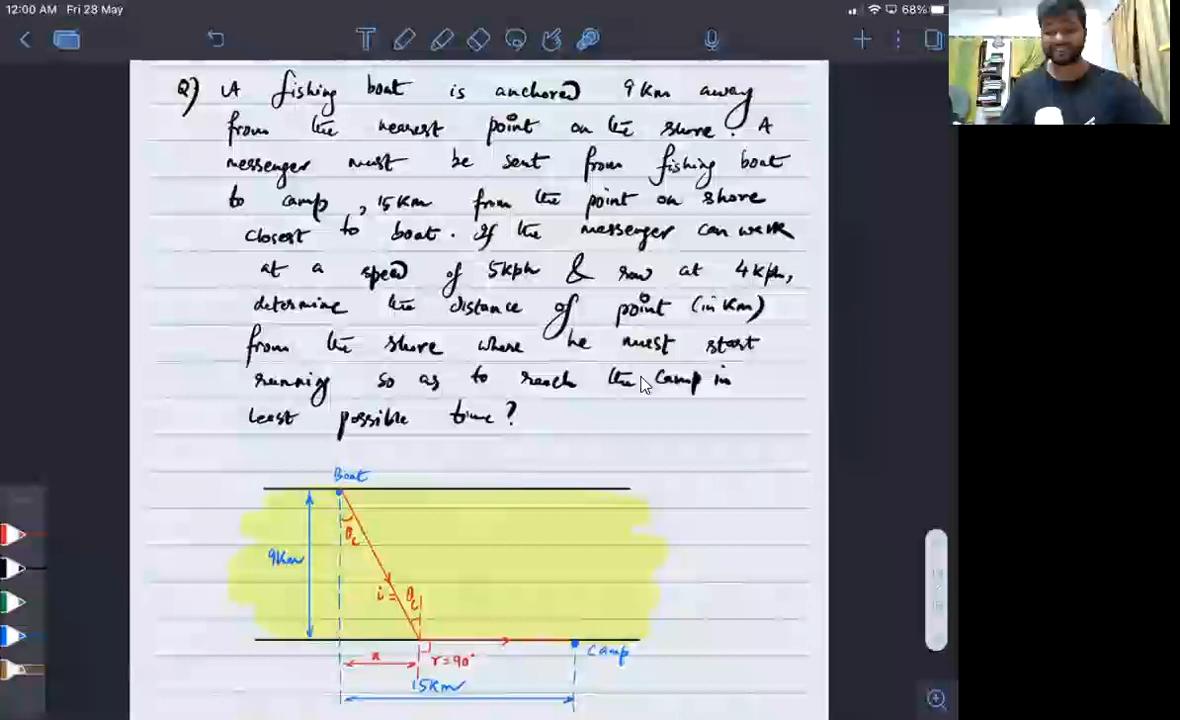 12:00 AM Fri 28 May
68%
Q) A fishing boat is anchored 9 Km away
from the nearest point on the shore. A
messenger must be sent from fishing boat
to camp, 15Km from the point on shore
closest to boat. If the messenger can walk
at a speed of 5kph & row at 4kph,
determine the distance of point (in Km)
from the shore where he must start
running so as to reach the camp in
least possible time?
Boat
θc
9Km
i = θc
x
r = 90°
Camp
15Km